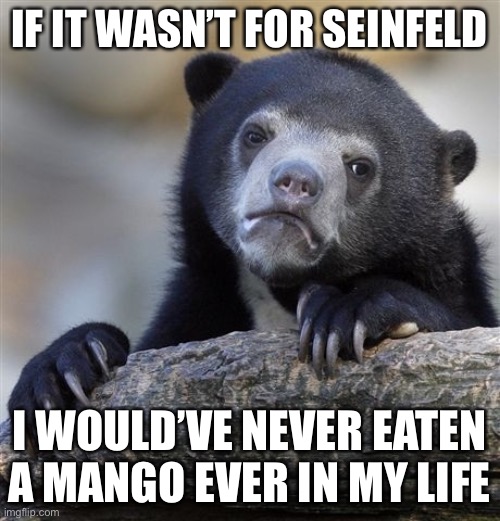 IF IT WASN’T FOR SEINFELD
I WOULD’VE NEVER EATEN
A MANGO EVER IN MY LIFE
imgflip.com